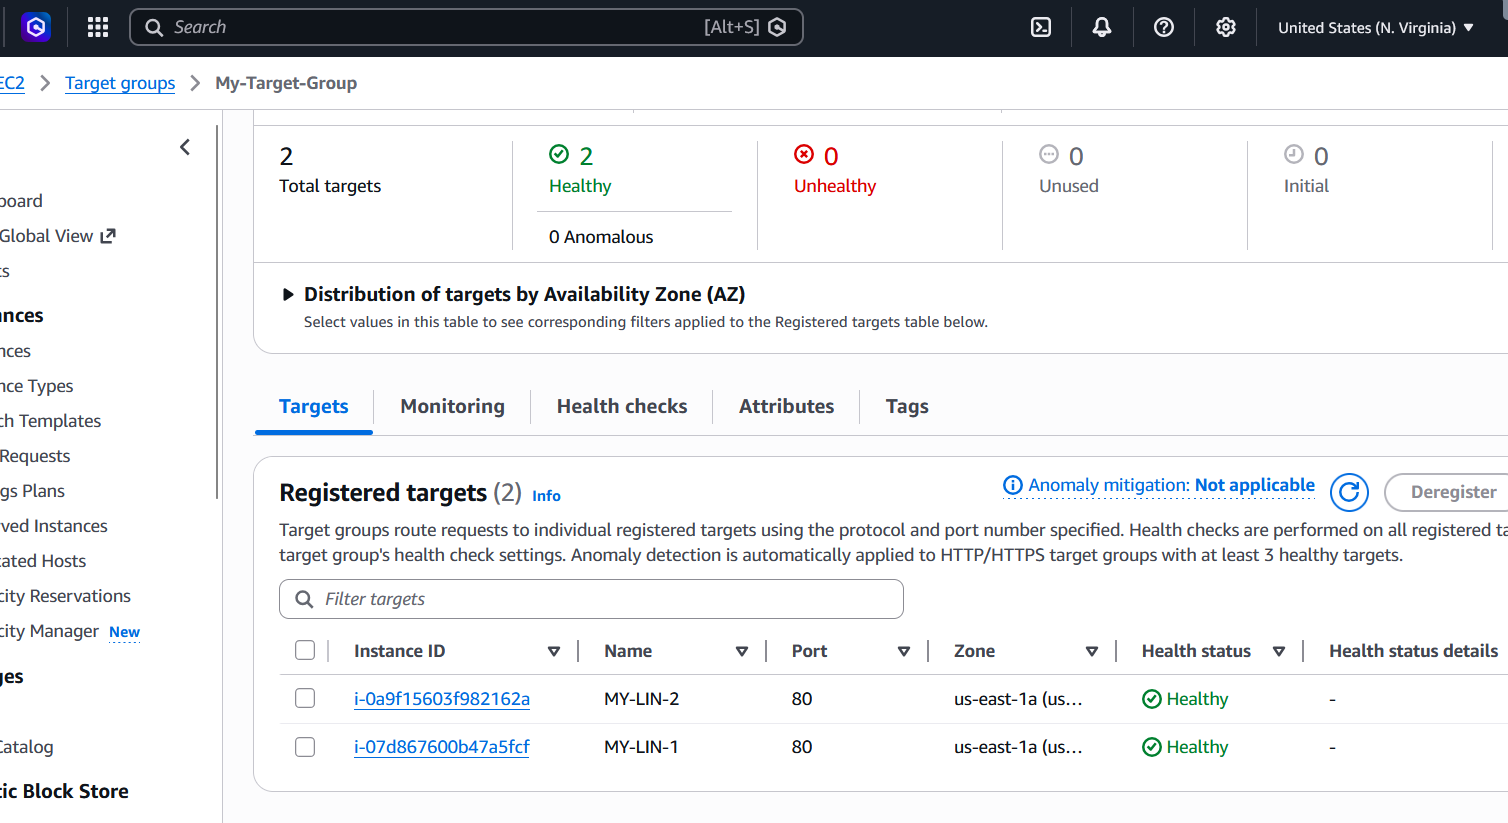 Search [Alt+S] United States (N. Virginia)
EC2 Target groups My-Target-Group
2
Total targets
2
Healthy
0 Anomalous
0
Unhealthy
0
Unused
0
Initial
Distribution of targets by Availability Zone (AZ)
Select values in this table to see corresponding filters applied to the Registered targets table below.
board
Global View
ts
ances
nces
nce Types
ch Templates
Requests
gs Plans
rved Instances
cated Hosts
city Reservations
city Manager New
ges
Catalog
tic Block Store
Targets Monitoring Health checks Attributes Tags
Registered targets (2) Info
Anomaly mitigation: Not applicable
Deregister
Target groups route requests to individual registered targets using the protocol and port number specified. Health checks are performed on all registered ta
target group's health check settings. Anomaly detection is automatically applied to HTTP/HTTPS target groups with at least 3 healthy targets.
Filter targets
Instance ID Name Port Zone Health status Health status details
i-0a9f15603f982162a MY-LIN-2 80 us-east-1a (us... Healthy -
i-07d867600b47a5fcf MY-LIN-1 80 us-east-1a (us... Healthy -